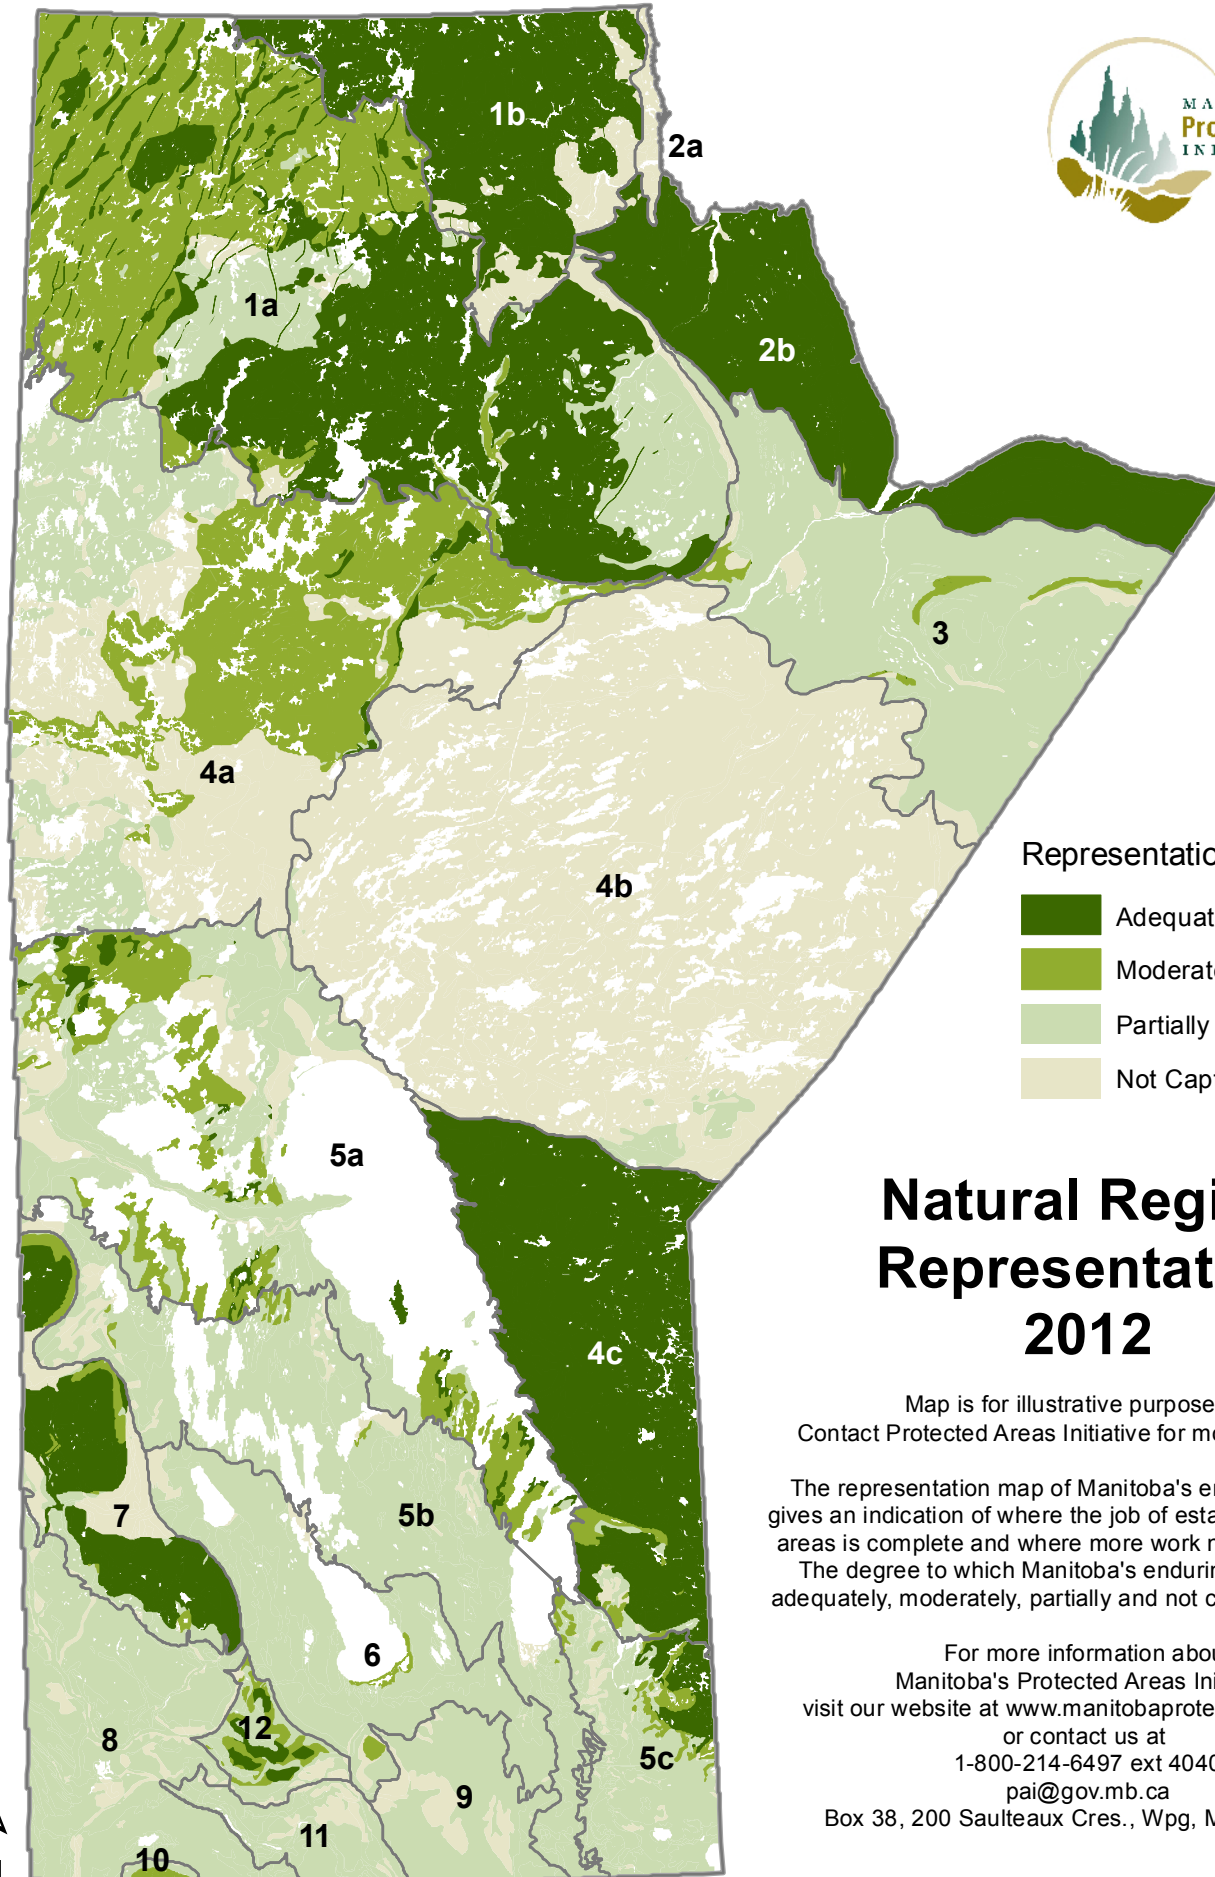 MA
Pro
IN
1b
2a
1a
2b
3
4a
4b
Representatio
Adequat
Moderat
Partially
Not Cap
5a
Natural Regi
Representat
2012
4c
Map is for illustrative purpose
Contact Protected Areas Initiative for m
The representation map of Manitoba's e
gives an indication of where the job of esta
areas is complete and where more work
The degree to which Manitoba's enduri
adequately, moderately, partially and not
7
5b
6
For more information abou
Manitoba's Protected Areas Ini
visit our website at www.manitobaprote
or contact us at
1-800-214-6497 ext 4040
pai@gov.mb.ca
Box 38, 200 Saulteaux Cres., Wpg, M
12
8
5c
9
11
10